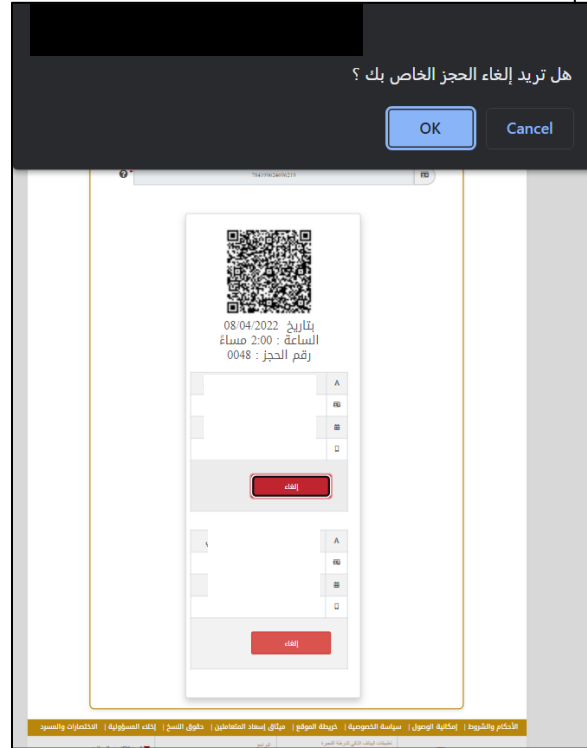 هل تريد إلغاء الحجز الخاص بك ؟
OK
Cancel
بتاريخ 08/04/2022
الساعة : 2:00 مساءً
رقم الحجز : 0048
إلغاء
إلغاء
الأحكام والشروط | إمكانية الوصول | سياسة الخصوصية | خريطة الموقع | ميثاق إسعاد المتعاملين | حقوق النسخ | إخلاء المسؤولية | الاختصارات والمسرد